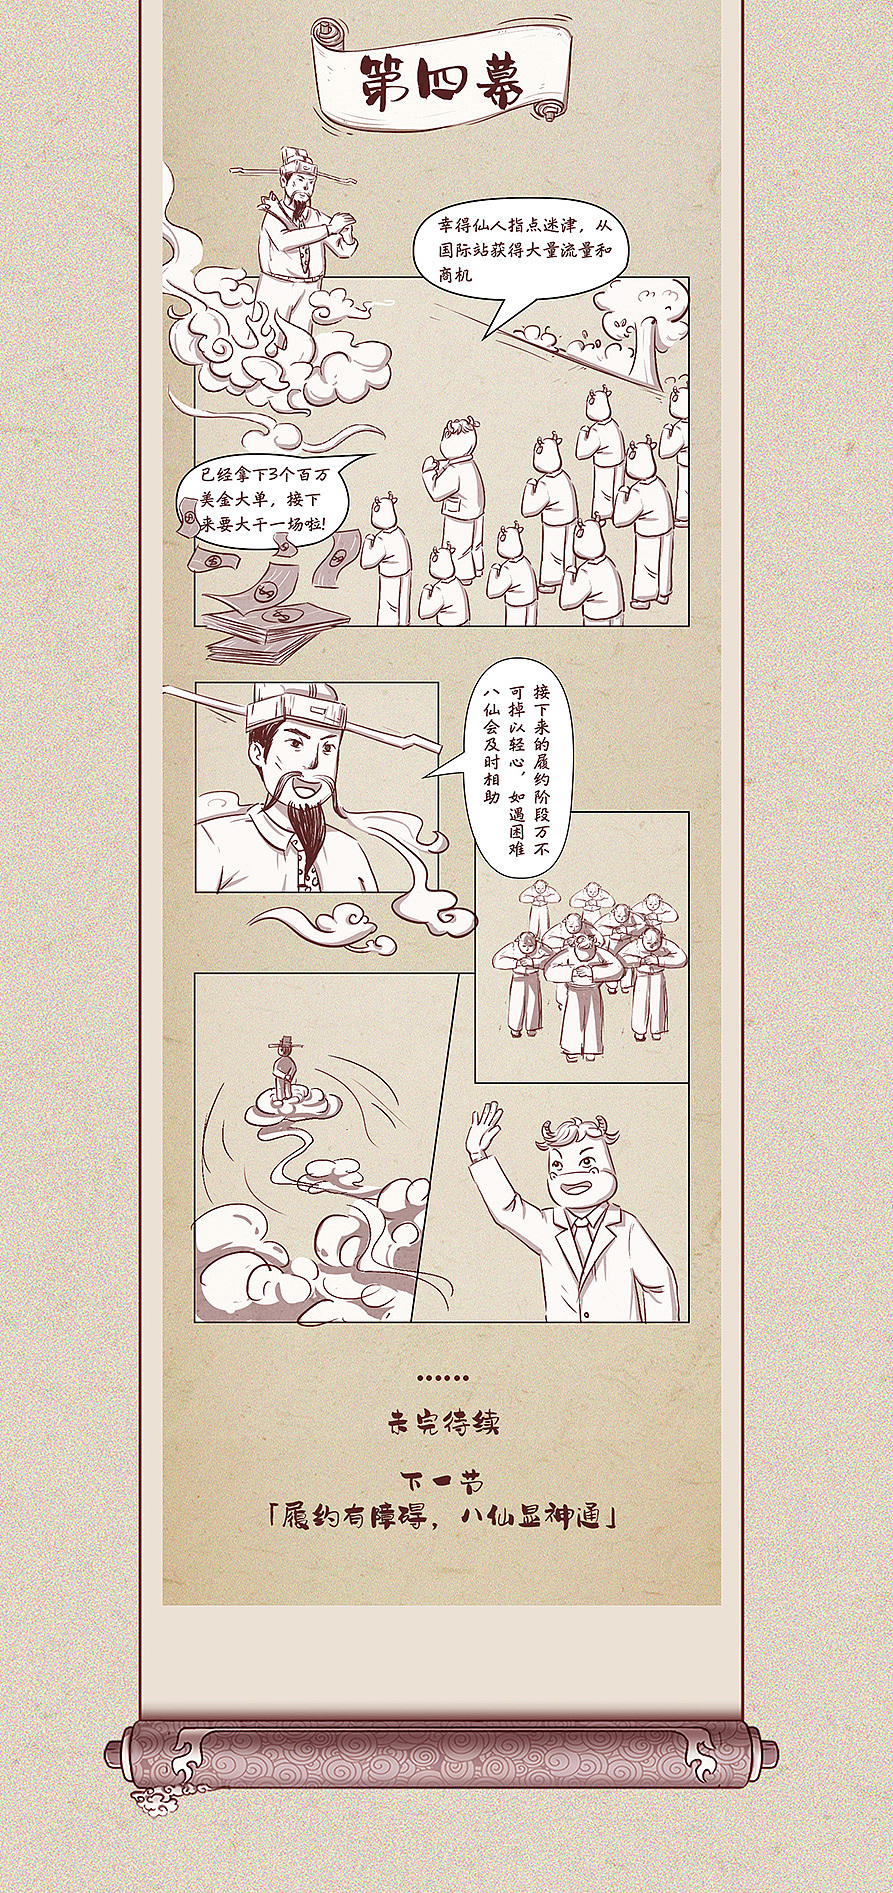 第四幕
幸得仙人指点迷津，从
国际站获得大量流量和
商机
已经拿下3个百万
美金大单，接下
来要大干一场啦!
接下来的履约阶段万不
可掉以轻心，如遇困难
八仙会及时相助
……
未完待续
下一节
「履约有障碍，八仙显神通」